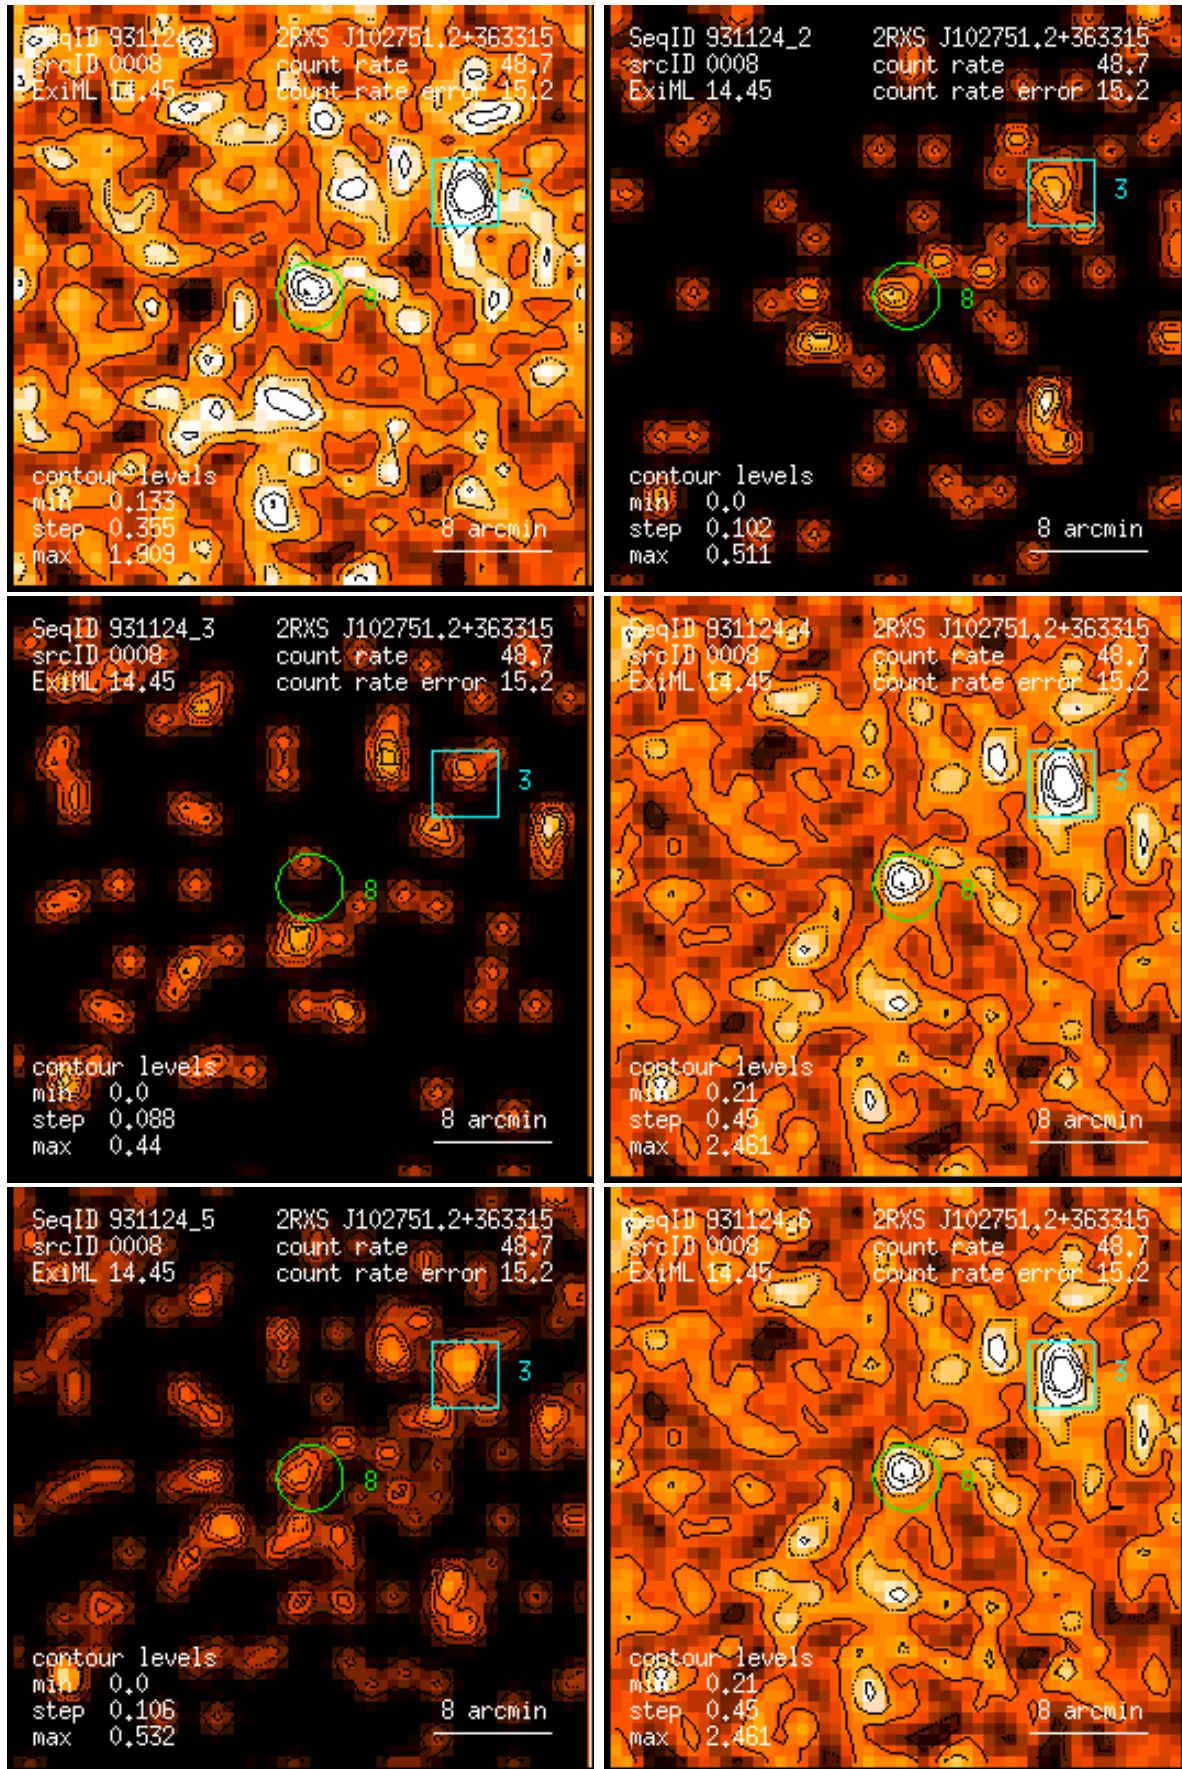 SeqID 931124_1 2RXS J102751.2+363315
srcID 0008 count rate 48.7
ExiML 14.45 count rate error 15.2
3
8
contour levels
min 0.133
step 0.355
max 1.909
8 arcmin
SeqID 931124_2 2RXS J102751.2+363315
srcID 0008 count rate 48.7
ExiML 14.45 count rate error 15.2
3
8
contour levels
min 0.0
step 0.102
max 0.511
8 arcmin
SeqID 931124_3 2RXS J102751.2+363315
srcID 0008 count rate 48.7
ExiML 14.45 count rate error 15.2
3
8
contour levels
min 0.0
step 0.088
max 0.44
8 arcmin
SeqID 931124_4 2RXS J102751.2+363315
srcID 0008 count rate 48.7
ExiML 14.45 count rate error 15.2
3
8
contour levels
min 0.21
step 0.45
max 2.461
8 arcmin
SeqID 931124_5 2RXS J102751.2+363315
srcID 0008 count rate 48.7
ExiML 14.45 count rate error 15.2
3
8
contour levels
min 0.0
step 0.106
max 0.532
8 arcmin
SeqID 931124_6 2RXS J102751.2+363315
srcID 0008 count rate 48.7
ExiML 14.45 count rate error 15.2
3
8
contour levels
min 0.21
step 0.45
max 2.461
8 arcmin